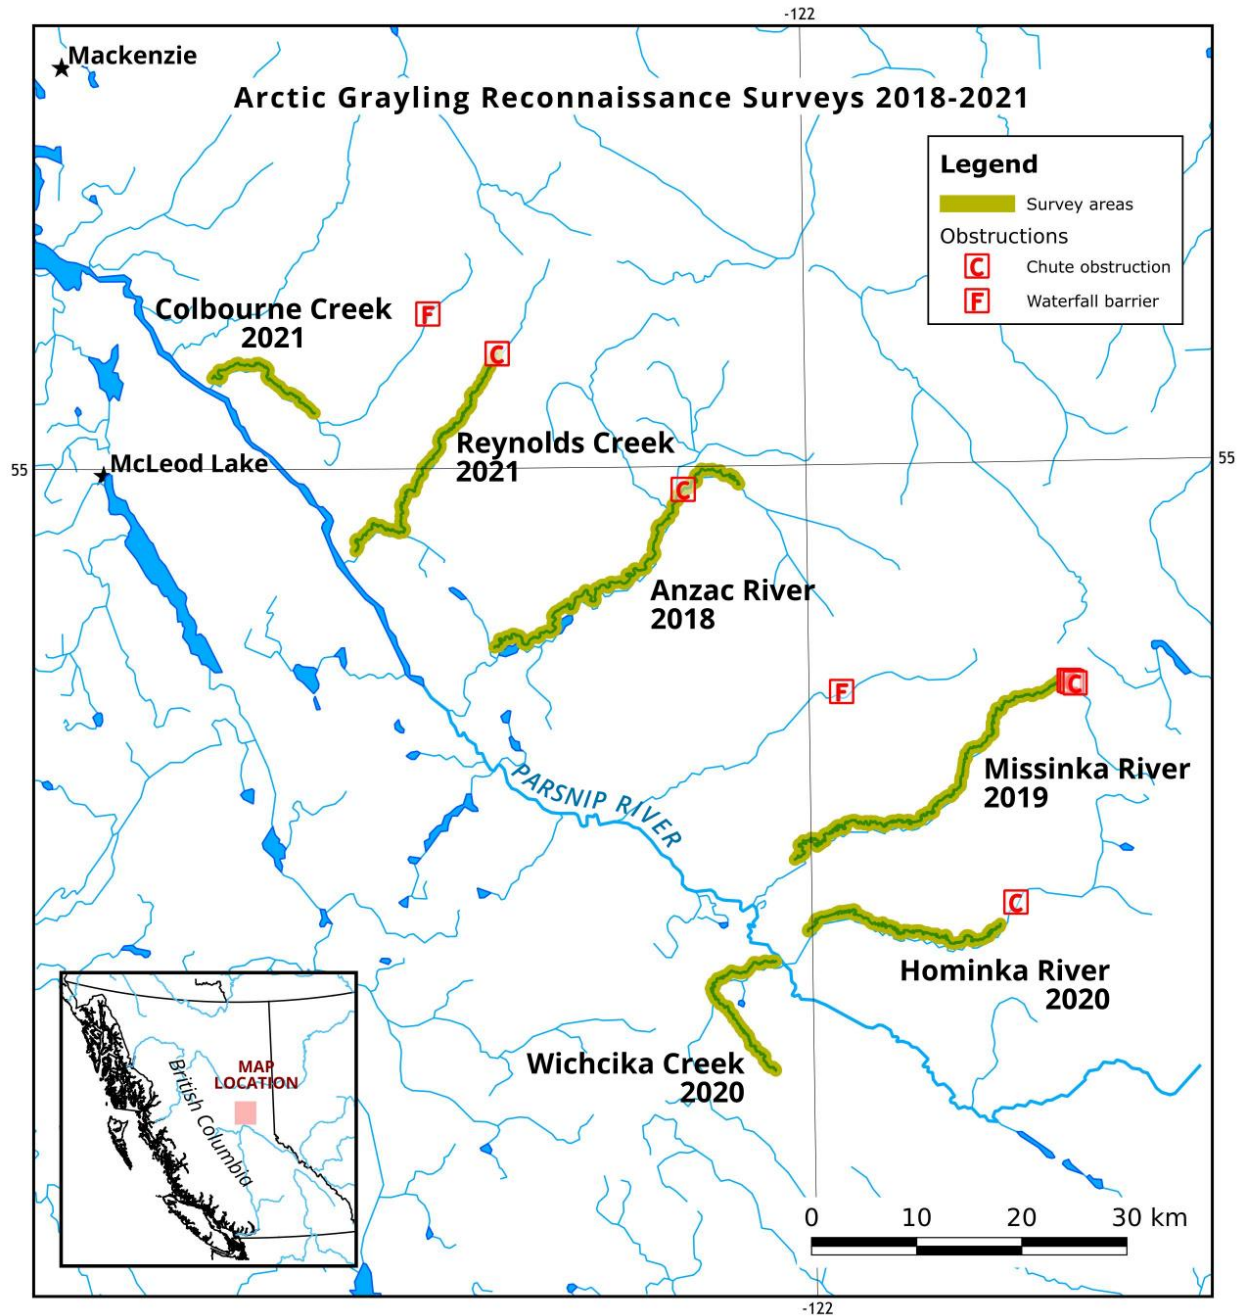 -122
Mackenzie
Arctic Grayling Reconnaissance Surveys 2018-2021
Legend
Survey areas
Obstructions
C Chute obstruction
F Waterfall barrier
Colbourne Creek
2021
F
C
Reynolds Creek
2021
55
McLeod Lake
55
C
Anzac River
2018
F
C
Missinka River
2019
PARSNIP RIVER
C
Hominka River
2020
Wichcika Creek
2020
MAP
LOCATION
British Columbia
0 10 20 30 km
-122